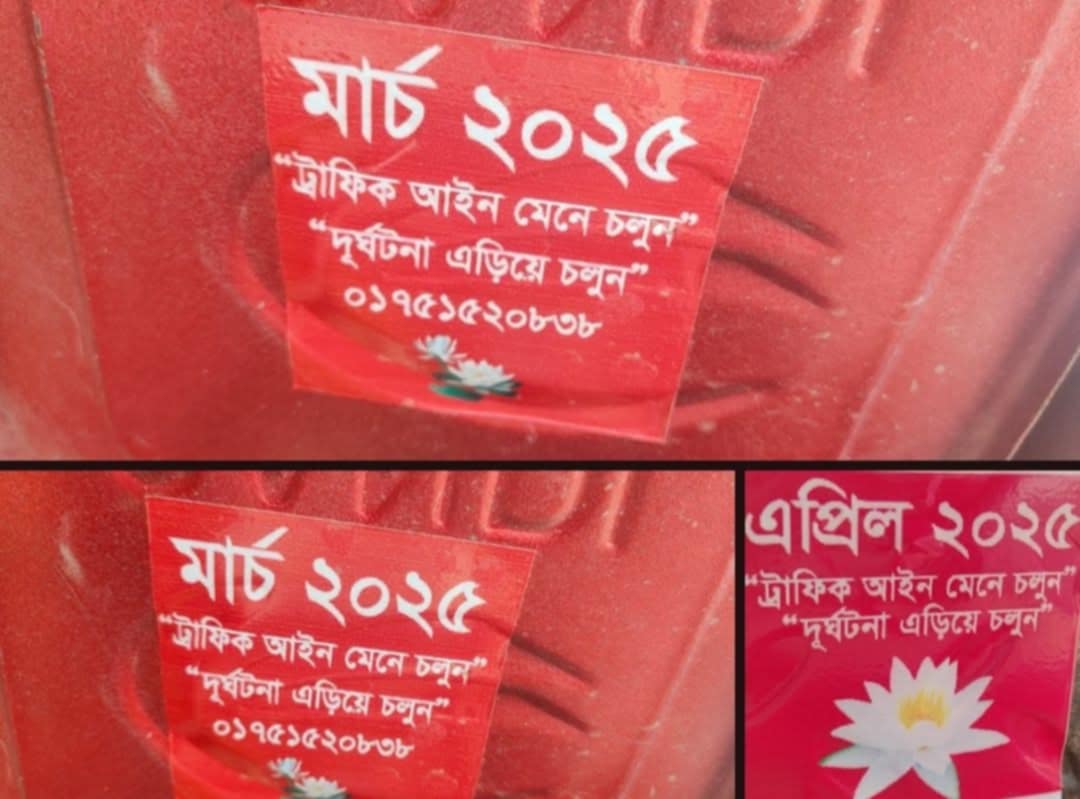 মার্চ ২০২৫
“ট্রাফিক আইন মেনে চলুন”
“দূর্ঘটনা এড়িয়ে চলুন”
০১৭৫১৫২০৮৩৮
মার্চ ২০২৫
“ট্রাফিক আইন মেনে চলুন”
“দূর্ঘটনা এড়িয়ে চলুন”
০১৭৫১৫২০৮৩৮
এপ্রিল ২০২৫
“ট্রাফিক আইন মেনে চলুন”
“দূর্ঘটনা এড়িয়ে চলুন”